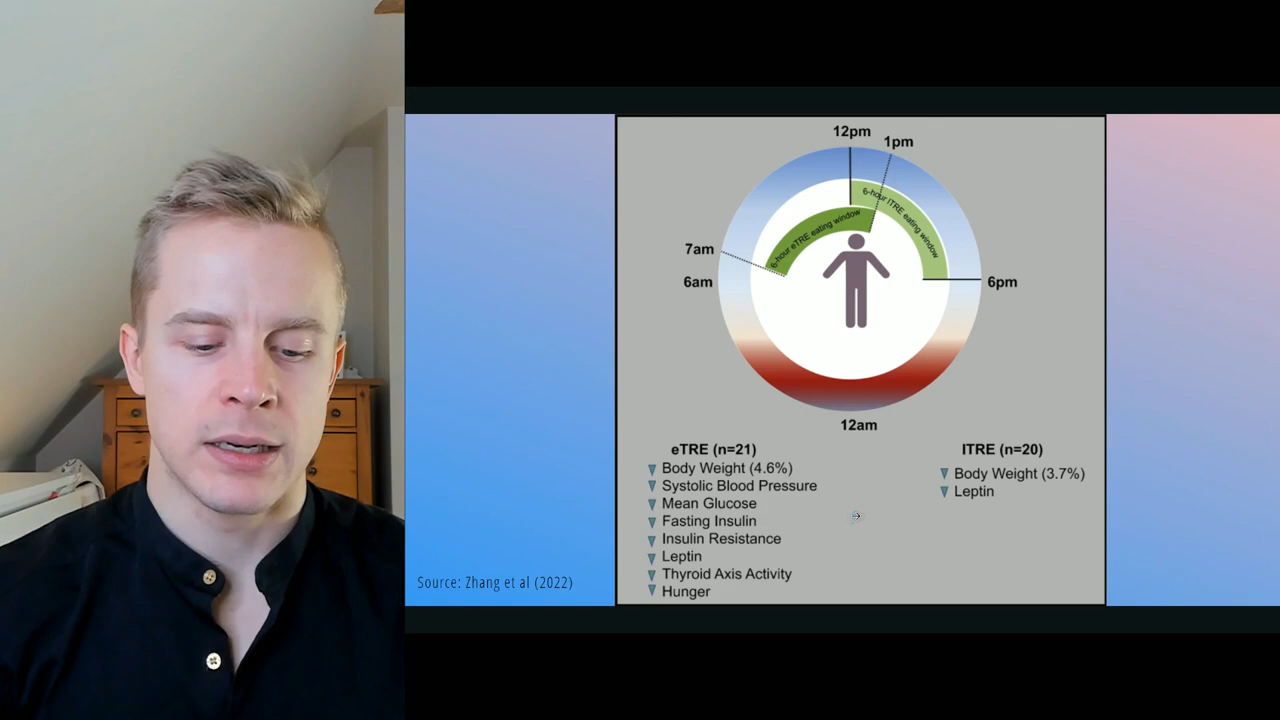 12pm
1pm
6-hour lTRE eating window
6-hour eTRE eating window
7am
6am
6pm
12am
eTRE (n=21)
Body Weight (4.6%)
Systolic Blood Pressure
Mean Glucose
Fasting Insulin
Insulin Resistance
Leptin
Thyroid Axis Activity
Hunger
lTRE (n=20)
Body Weight (3.7%)
Leptin
Source: Zhang et al (2022)